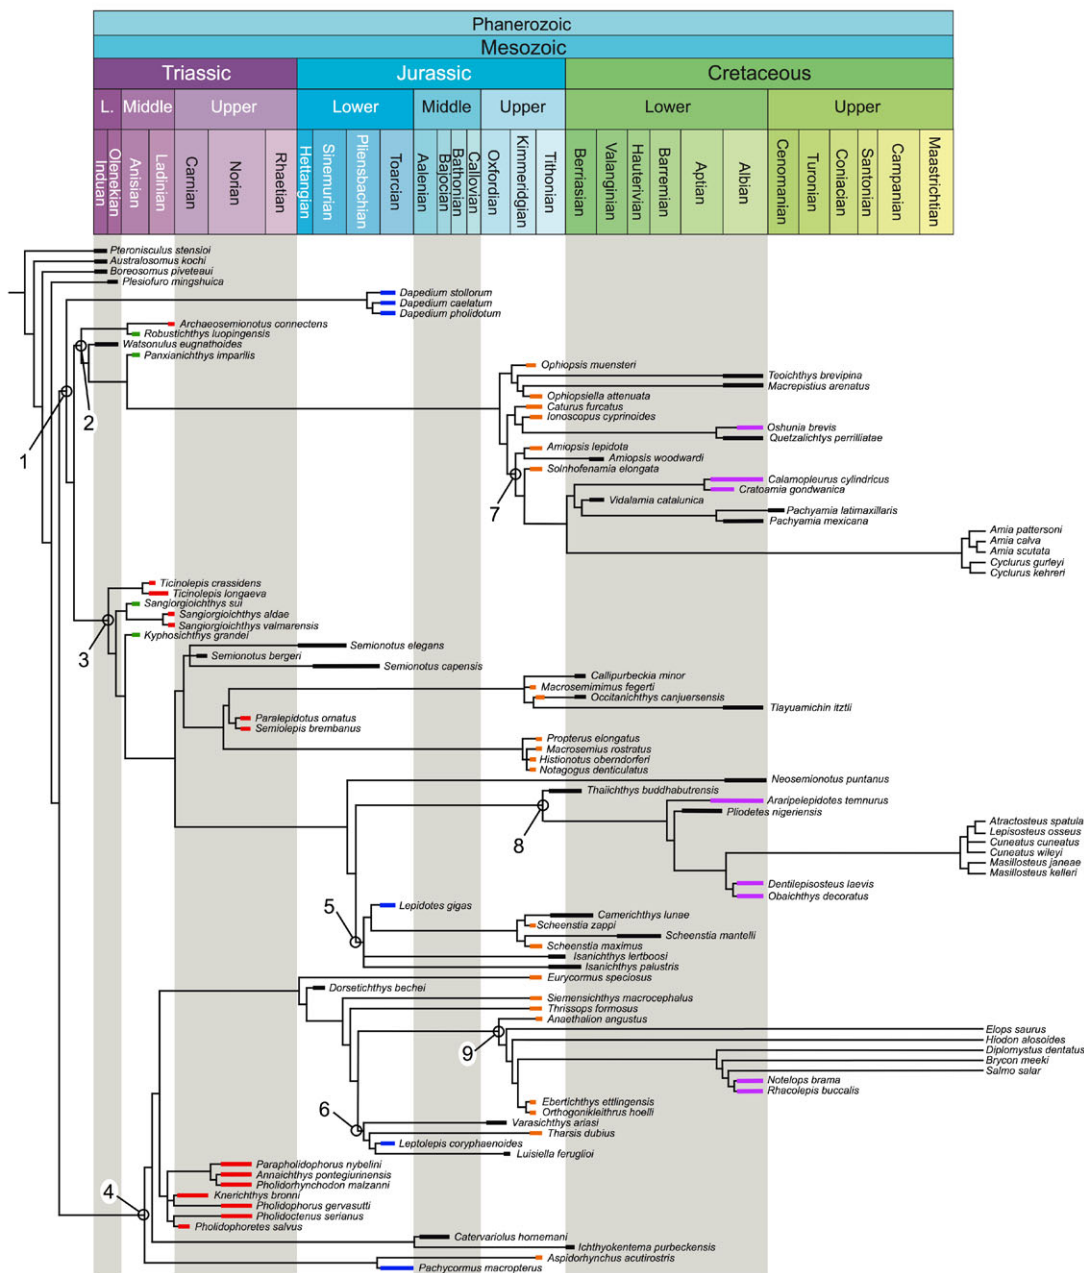 Phanerozoic
Mesozoic
Triassic Jurassic Cretaceous
L. Middle Upper Lower Middle Upper Lower Upper
Induan Olenekian Anisian Ladinian Carnian Norian Rhaetian Hettangian Sinemurian Pliensbachian Toarcian Aalenian Bajocian Bathonian Callovian Oxfordian Kimmeridgian Tithonian Berriasian Valanginian Hauterivian Barremian Aptian Albian Cenomanian Turonian Coniacian Santonian Campanian Maastrichtian
Pteronisculus stensioi
Australosomus kochi
Boreosomus piveteaui
Plesiofuro mingshuica
Dapedium stollorum
Dapedium caelatum
Dapedium pholidotum
Archaeosemionotus connectens
Robustichthys luopingensis
Watsonulus eugnathoides
Panxianichthys imparilis
Ophiopsis muensteri
Teoichthys brevipina
Macrepistius arenatus
Ophiopsiella attenuata
Caturus furcatus
Ionoscopus cyprinoides
Oshunia brevis
Quetzalichtys perrilliatae
Amiopsis lepidota
Amiopsis woodwardi
Solnhofenamia elongata
Calamopleurus cylindricus
Cratoamia gondwanica
Vidalamia catalunica
Pachyamia latimaxillaris
Pachyamia mexicana
Amia pattersoni
Amia calva
Amia scutata
Cyclurus gurleyi
Cyclurus kehreri
1
2
7
Ticinolepis crassidens
Ticinolepis longaeva
Sangiorgioichthys sui
Sangiorgioichthys aldae
Sangiorgioichthys valmarensis
Kyphosichthys grandei
3
Semionotus elegans
Semionotus bergeri
Semionotus capensis
Callipurbeckia minor
Macrosemimimus fegerti
Occitanichthys canjuersensis
Tlayuamichin itztli
Paralepidotus ornatus
Semiolepis brembanus
Propterus elongatus
Macrosemius rostratus
Histionotus oberndorferi
Notagogus denticulatus
Neosemionotus puntanus
Thaiichthys buddhabutrensis
Araripelepidotes temnurus
Pliodetes nigeriensis
8
Atractosteus spatula
Lepisosteus osseus
Cuneatus cuneatus
Cuneatus wileyi
Masillosteus janeae
Masillosteus kelleri
Dentilepisosteus laevis
Obaichthys decoratus
5
Lepidotes gigas
Camerichthys lunae
Scheenstia zappi
Scheenstia mantelli
Scheenstia maximus
Isanichthys lertboosi
Isanichthys palustris
Eurycormus speciosus
Dorsetichthys bechei
Siemensichthys macrocephalus
Thrissops formosus
Anaethalion angustus
9
Elops saurus
Hiodon alosoides
Diplomystus dentatus
Brycon meeki
Salmo salar
Notelops brama
Rhacolepis buccalis
Ebertichthys ettlingensis
Orthogonikleithrus hoelli
6
Varasichthys ariasi
Tharsis dubius
Leptolepis coryphaenoides
Luisiella feruglioi
Parapholidophorus nybelini
Annaichthys pontegiurinensis
Pholidorhynchodon malzanni
Knerichthys bronni
Pholidophorus gervasutti
Pholidoctenus serianus
Pholidophoretes salvus
4
Catervariolus hornemani
Ichthyokentema purbeckensis
Aspidorhynchus acutirostris
Pachycormus macropterus